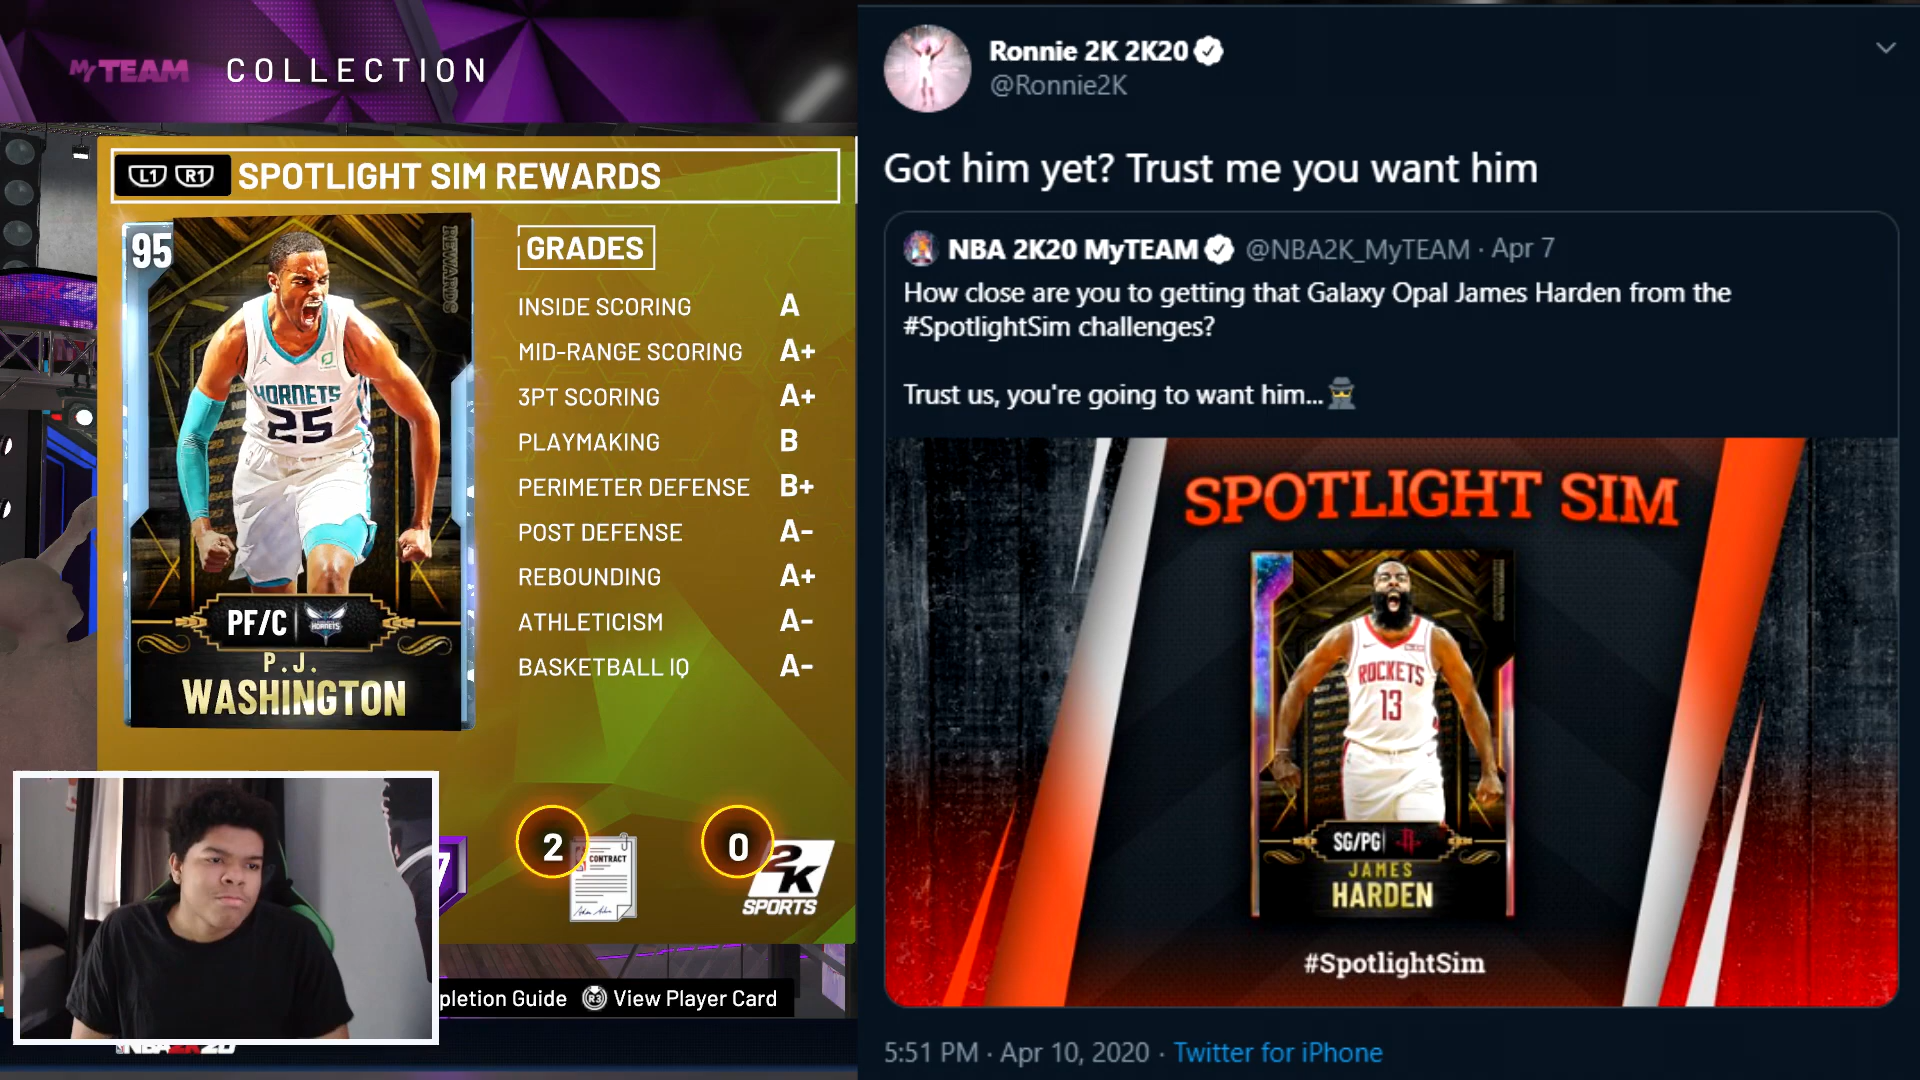 MyTEAM COLLECTION
L1 R1 SPOTLIGHT SIM REWARDS
95
REWARDS
HORNETS
25
PF/C HORNETS
P.J.
WASHINGTON
GRADES
INSIDE SCORING A
MID-RANGE SCORING A+
3PT SCORING A+
PLAYMAKING B
PERIMETER DEFENSE B+
POST DEFENSE A-
REBOUNDING A+
ATHLETICISM A-
BASKETBALL IQ A-
7
2
CONTRACT
0
2K
SPORTS
pletion Guide R3 View Player Card
NBA2K20
Ronnie 2K 2K20
@Ronnie2K
Got him yet? Trust me you want him
NBA 2K20 MyTEAM @NBA2K_MyTEAM · Apr 7
How close are you to getting that Galaxy Opal James Harden from the
#SpotlightSim challenges?
Trust us, you're going to want him...
SPOTLIGHT SIM
ROCKETS
13
SG/PG
JAMES
HARDEN
#SpotlightSim
5:51 PM · Apr 10, 2020 · Twitter for iPhone